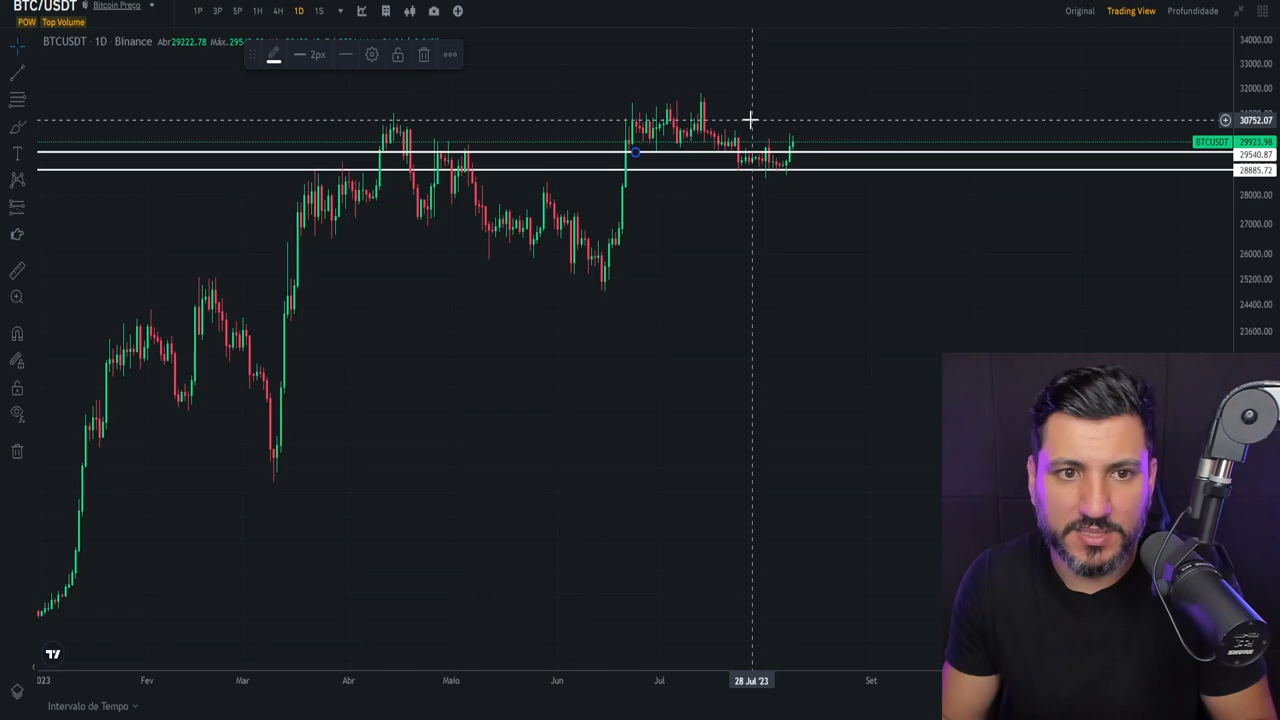 BTC/USDT Bitcoin Preço
POW Top Volume
1P 3P 5P 1H 4H 1D 1S
Original Trading View Profundidade
BTCUSDT · 1D · Binance Abr29222.78
2px
34000.00
33000.00
32000.00
30752.07
BTCUSDT 29923.98
29540.87
28885.72
28000.00
27000.00
26000.00
25200.00
24400.00
23600.00
SHURE
023 Fev Mar Abr Maio Jun Jul 28 Jul '23 Set
Intervalo de Tempo